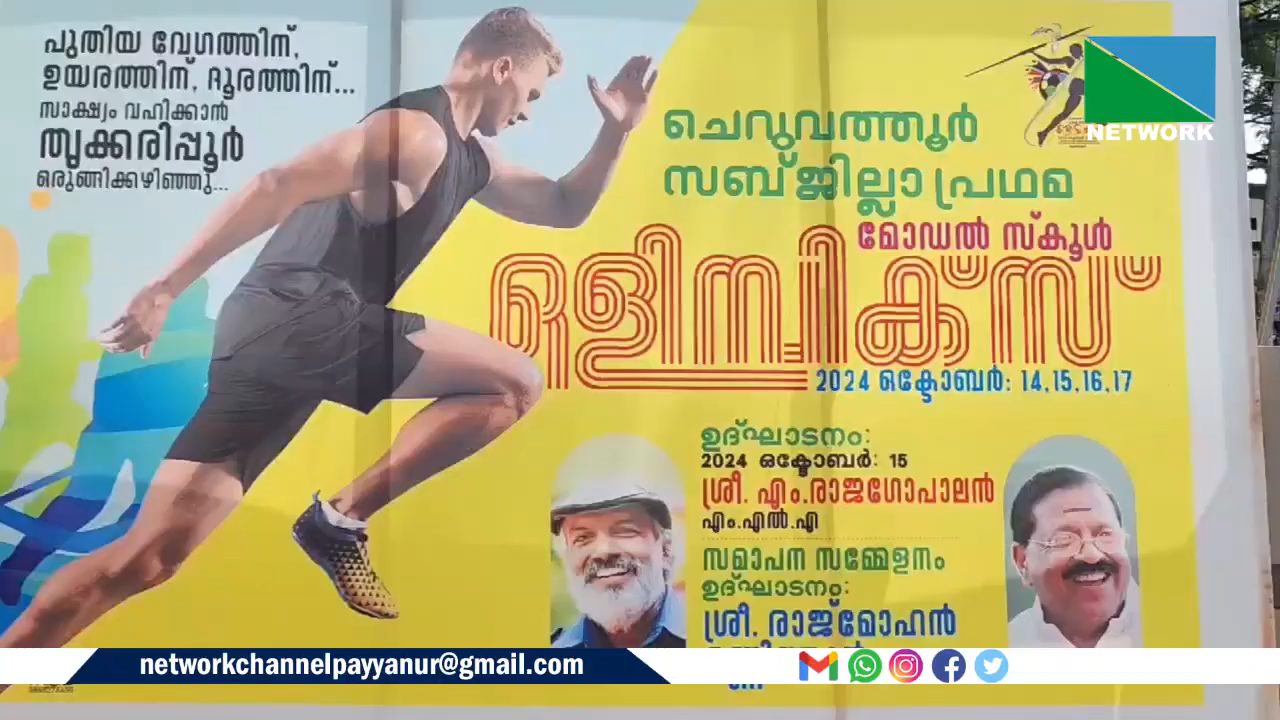 പുതിയ വേഗത്തിന്,
ഉയരത്തിന്, ദൂരത്തിന്...
സാക്ഷ്യം വഹിക്കാൻ
തൃക്കരിപ്പൂർ
ഒരുങ്ങിക്കഴിഞ്ഞു...
NETWORK
ചെറുവത്തൂർ
സബ്ജില്ലാ പ്രഥമ
മോഡൽ സ്കൂൾ
ഒളിമ്പിക്സ്
2024 ഒക്ടോബർ: 14,15,16,17
ഉദ്ഘാടനം:
2024 ഒക്ടോബർ: 15
ശ്രീ. എം.രാജഗോപാലൻ
എം.എൽ.എ
സമാപന സമ്മേളനം
ഉദ്ഘാടനം:
ശ്രീ. രാജ്മോഹൻ
networkchannelpayyanur@gmail.com